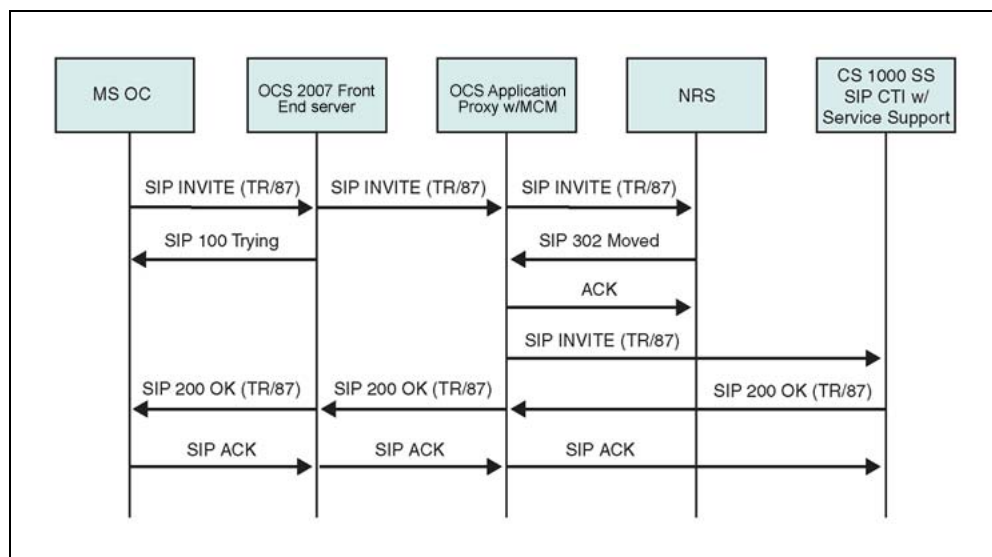 MS OC
OCS 2007 Front
End server
OCS Application
Proxy w/MCM
NRS
CS 1000 SS
SIP CTI w/
Service Support
SIP INVITE (TR/87)
SIP INVITE (TR/87)
SIP INVITE (TR/87)
SIP 100 Trying
SIP 302 Moved
ACK
SIP INVITE (TR/87)
SIP 200 OK (TR/87)
SIP 200 OK (TR/87)
SIP 200 OK (TR/87)
SIP ACK
SIP ACK
SIP ACK